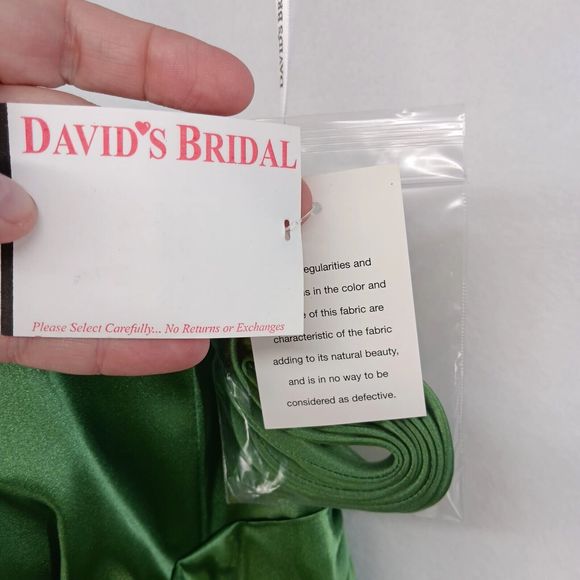 DAVID'S BR
DAVID'S BRIDAL
Please Select Carefully... No Returns or Exchanges
egularities and
s in the color and
e of this fabric are
characteristic of the fabric
adding to its natural beauty,
and is in no way to be
considered as defective.